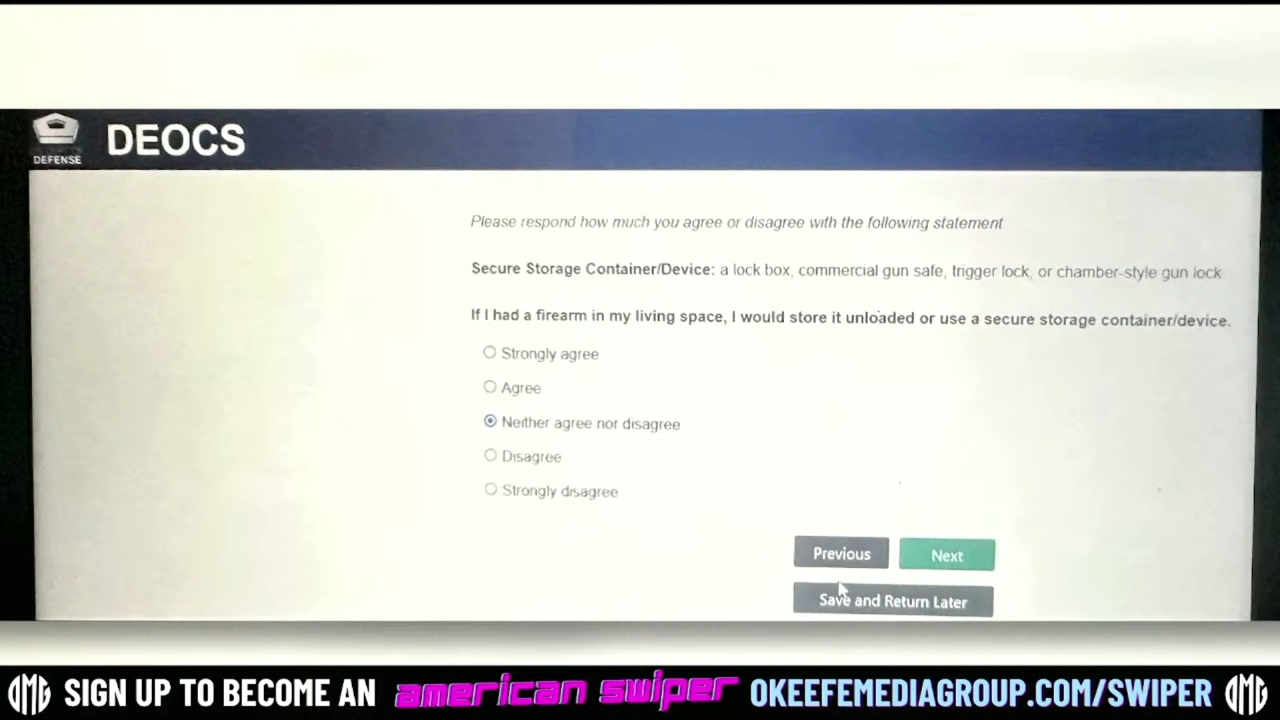 DEFENSE
DEOCS
Please respond how much you agree or disagree with the following statement
Secure Storage Container/Device: a lock box, commercial gun safe, trigger lock, or chamber-style gun lock
If I had a firearm in my living space, I would store it unloaded or use a secure storage container/device.
Strongly agree
Agree
Neither agree nor disagree
Disagree
Strongly disagree
Previous
Next
Save and Return Later
OMG SIGN UP TO BECOME AN american swiper OKEEFEMEDIAGROUP.COM/SWIPER OMG